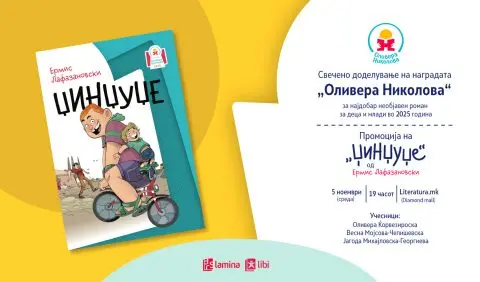 Ермис
Лафазановски
ЏИНЏУЏЕ
ОЛИВЕРА
НИКОЛОВА
Свечено доделување на наградата
„Оливера Николова“
за најдобар необјавен роман
за деца и млади во 2025 година
Промоција на
„Џинџуџе“
од
Ермис Лафазановски
5 ноември
(среда)
19 часот
Literatura.mk
(Diamond mall)
Учесници:
Оливера Ќорвезироска
Весна Мојсова-Чепишевска
Јагода Михајловска-Георгиева
lamina
libi